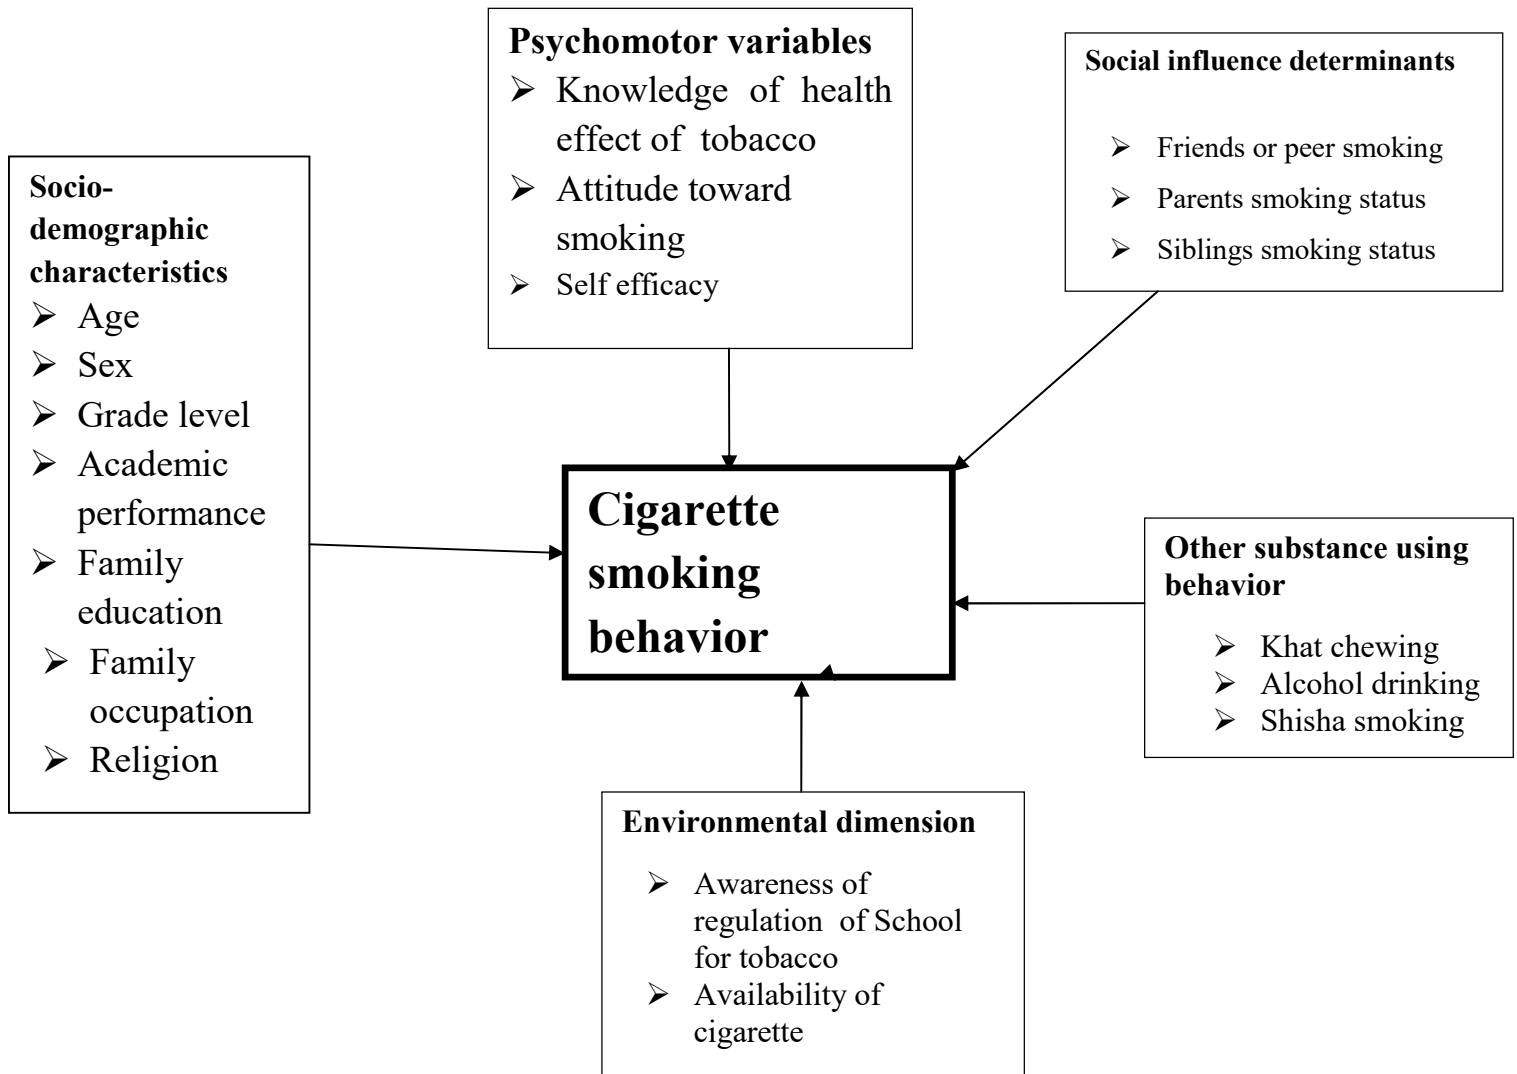 Psychomotor variables
➢ Knowledge of health
effect of tobacco
➢ Attitude toward
smoking
➢ Self efficacy
Social influence determinants
➢ Friends or peer smoking
➢ Parents smoking status
➢ Siblings smoking status
Socio-
demographic
characteristics
➢ Age
➢ Sex
➢ Grade level
➢ Academic
performance
➢ Family
education
➢ Family
occupation
➢ Religion
Cigarette
smoking
behavior
Other substance using
behavior
➢ Khat chewing
➢ Alcohol drinking
➢ Shisha smoking
Environmental dimension
➢ Awareness of
regulation of School
for tobacco
➢ Availability of
cigarette